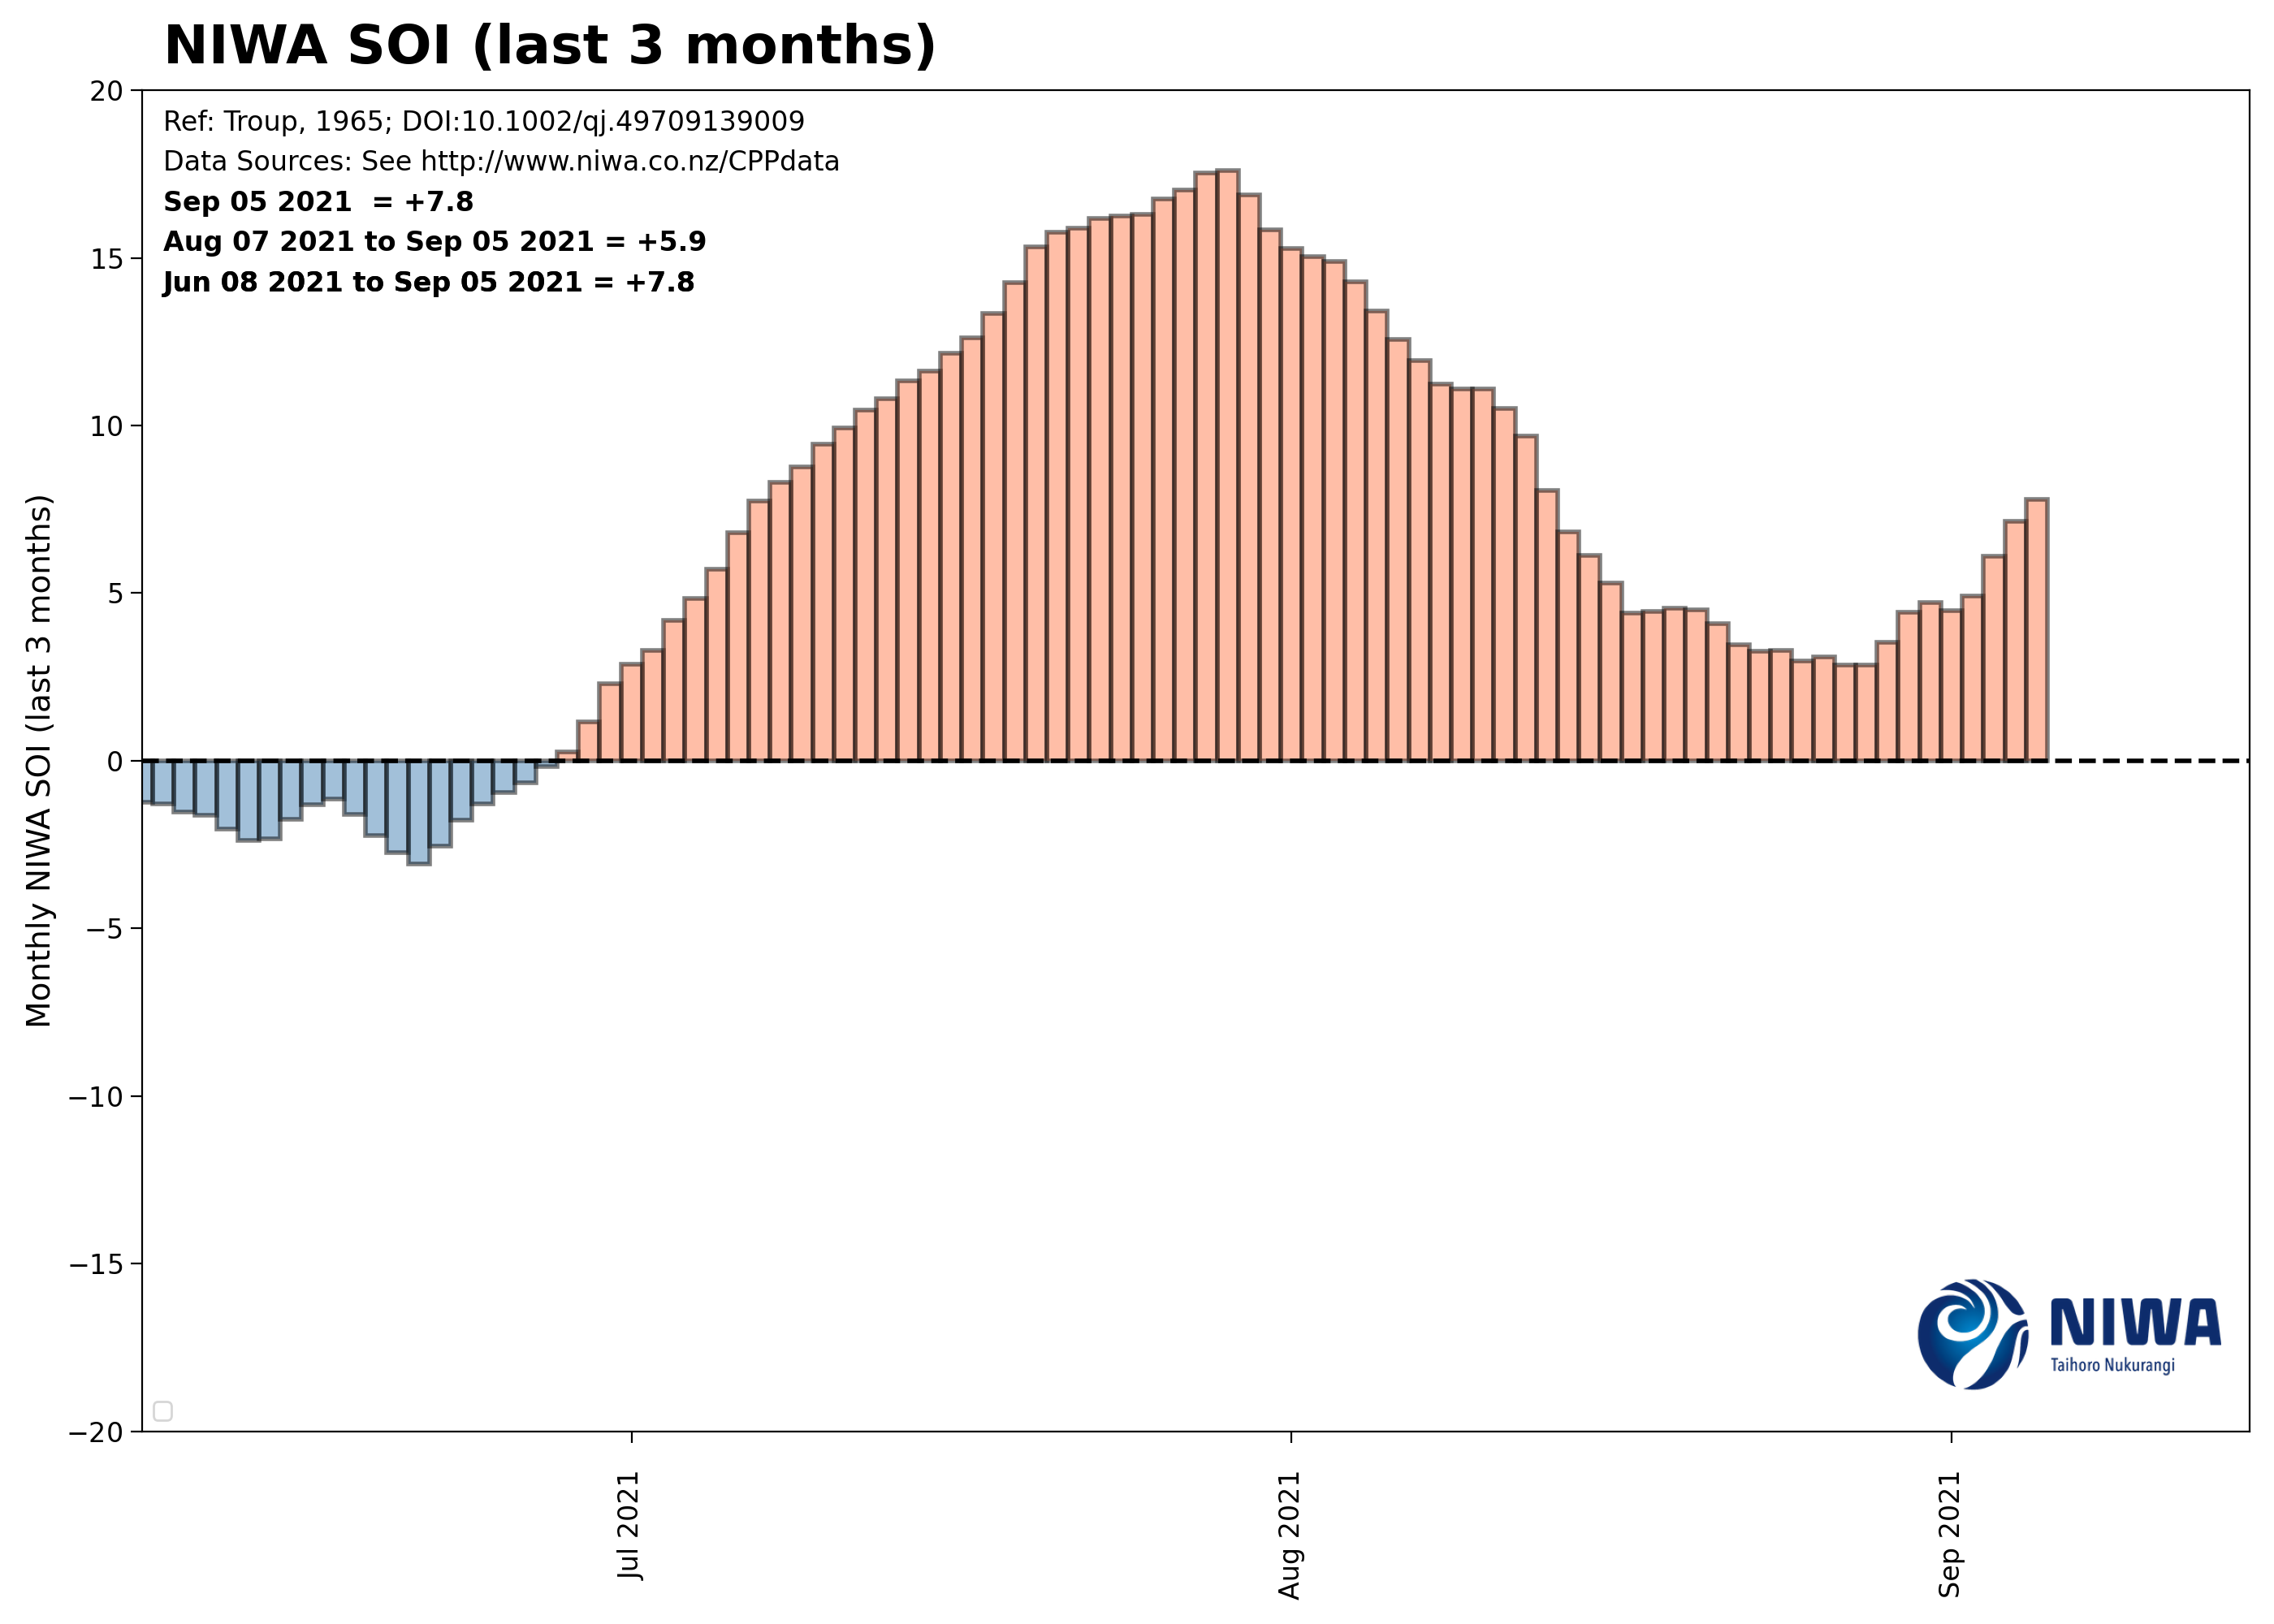 NIWA SOI (last 3 months)
Ref: Troup, 1965; DOI:10.1002/qj.49709139009
Data Sources: See http://www.niwa.co.nz/CPPdata
Sep 05 2021  = +7.8
Aug 07 2021 to Sep 05 2021 = +5.9
Jun 08 2021 to Sep 05 2021 = +7.8
Monthly NIWA SOI (last 3 months)
20
15
10
5
0
−5
−10
−15
−20
NIWA
Taihoro Nukurangi
Jul 2021
Aug 2021
Sep 2021